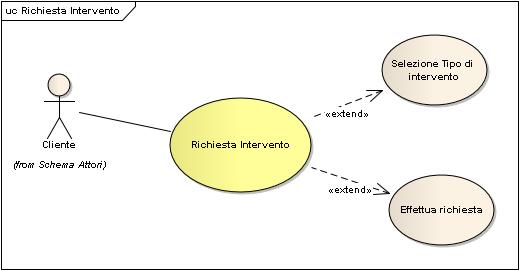 uc Richiesta Intervento
Selezione Tipo di
intervento
«extend»
Cliente
Richiesta Intervento
(from Schema Attori)
«extend»
Effettua richiesta